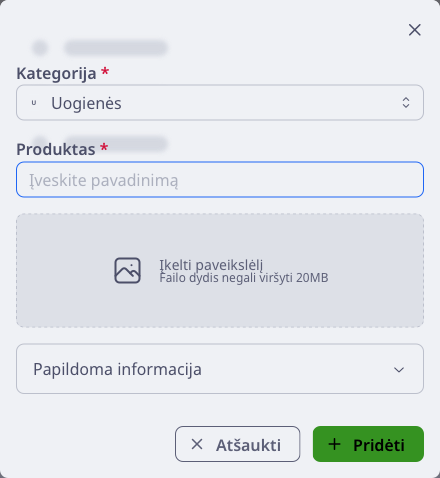 Kategorija *
U Uogienės
Produktas *
Įveskite pavadinimą
Įkelti paveikslėlį
Failo dydis negali viršyti 20MB
Papildoma informacija
Atšaukti
Pridėti